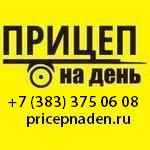 ПРИЦЕП
на день
+7 (383) 375 06 08
pricepnaden.ru